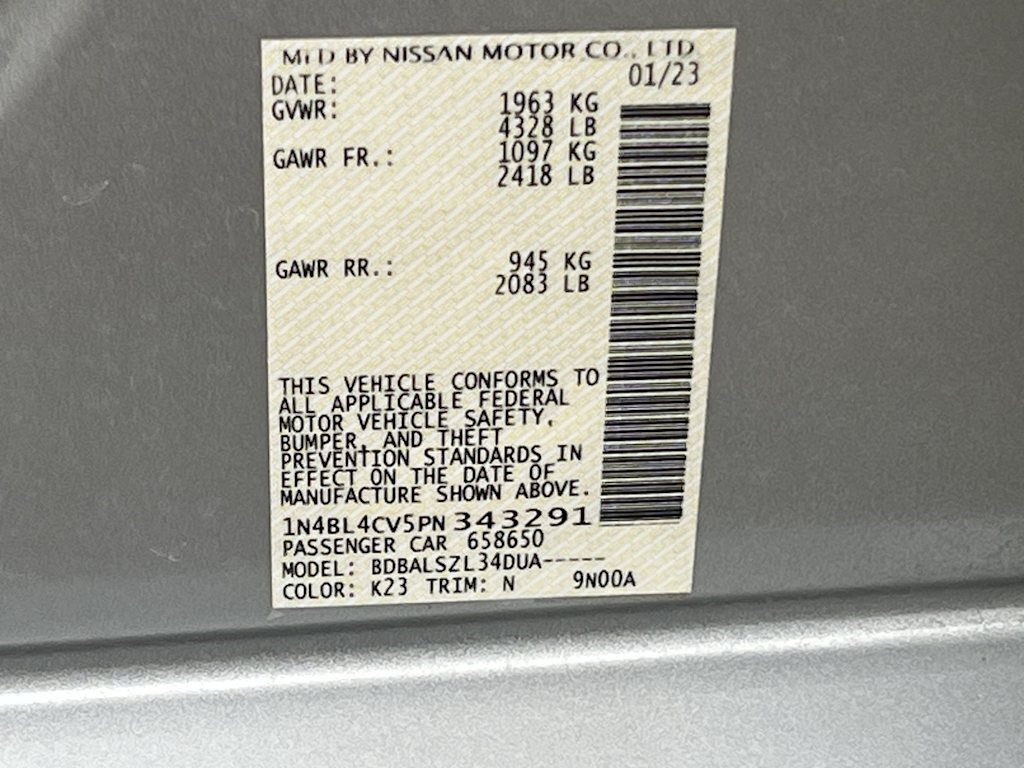 MFD BY NISSAN MOTOR CO., LTD.
DATE: 01/23
GVWR: 1963 KG
4328 LB
GAWR FR.: 1097 KG
2418 LB
GAWR RR.: 945 KG
2083 LB
THIS VEHICLE CONFORMS TO
ALL APPLICABLE FEDERAL
MOTOR VEHICLE SAFETY,
BUMPER, AND THEFT
PREVENTION STANDARDS IN
EFFECT ON THE DATE OF
MANUFACTURE SHOWN ABOVE.
1N4BL4CV5PN343291
PASSENGER CAR 658650
MODEL: BDBALSZL34DUA-----
COLOR: K23 TRIM: N 9N00A